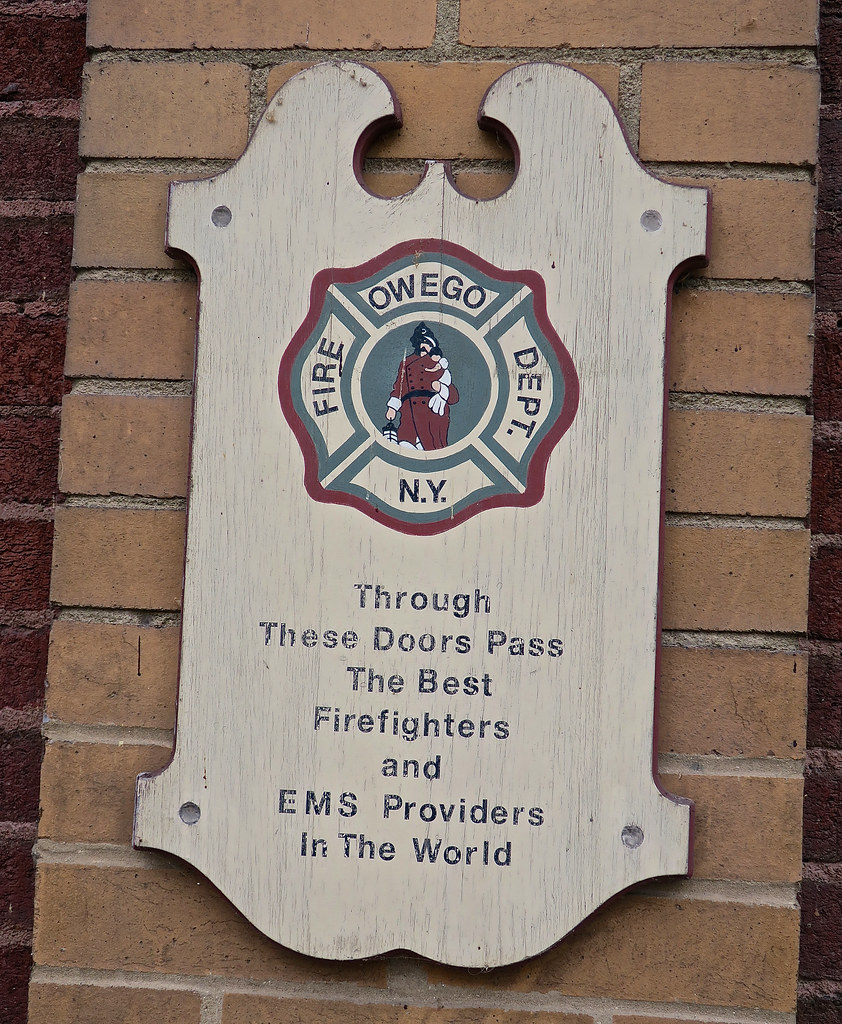 OWEGO
FIRE
DEPT.
N.Y.
Through
These Doors Pass
The Best
Firefighters
and
EMS Providers
In The World